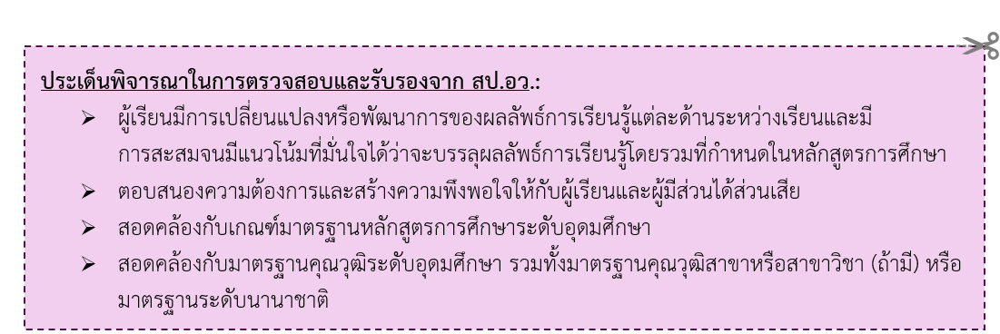 ประเด็นพิจารณาในการตรวจสอบและรับรองจาก สป.อว.:
➢ ผู้เรียนมีการเปลี่ยนแปลงหรือพัฒนาการของผลลัพธ์การเรียนรู้แต่ละด้านระหว่างเรียนและมี
การสะสมจนมีแนวโน้มที่มั่นใจได้ว่าจะบรรลุผลลัพธ์การเรียนรู้โดยรวมที่กำหนดในหลักสูตรการศึกษา
➢ ตอบสนองความต้องการและสร้างความพึงพอใจให้กับผู้เรียนและผู้มีส่วนได้ส่วนเสีย
➢ สอดคล้องกับเกณฑ์มาตรฐานหลักสูตรการศึกษาระดับอุดมศึกษา
➢ สอดคล้องกับมาตรฐานคุณวุฒิระดับอุดมศึกษา รวมทั้งมาตรฐานคุณวุฒิสาขาหรือสาขาวิชา (ถ้ามี) หรือ
มาตรฐานระดับนานาชาติ